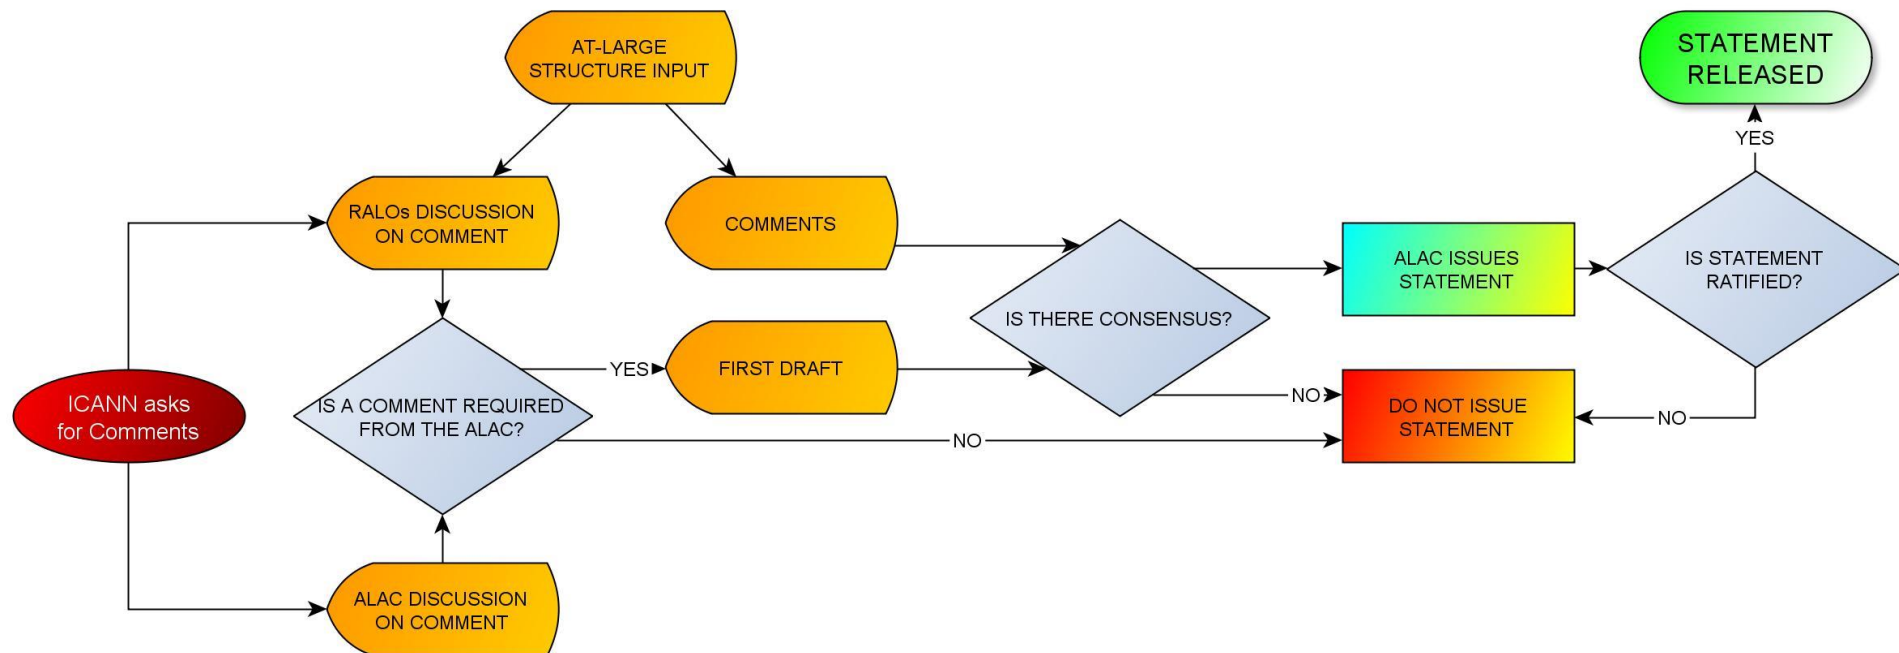 AT-LARGE
STRUCTURE INPUT
STATEMENT
RELEASED
YES
RALOs DISCUSSION
ON COMMENT
COMMENTS
ALAC ISSUES
STATEMENT
IS STATEMENT
RATIFIED?
IS THERE CONSENSUS?
YES
FIRST DRAFT
ICANN asks
for Comments
IS A COMMENT REQUIRED
FROM THE ALAC?
NO
DO NOT ISSUE
STATEMENT
NO
NO
ALAC DISCUSSION
ON COMMENT